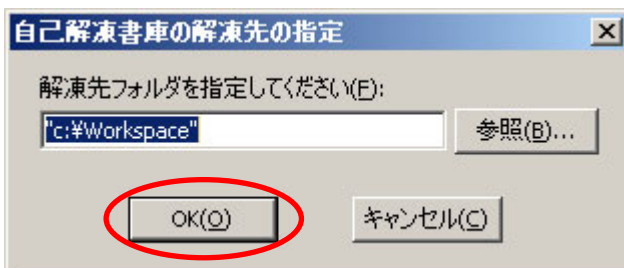 自己解凍書庫の解凍先の指定
解凍先フォルダを指定してください(F):
"c:¥Workspace"
参照(B)...
OK(O)
キャンセル(C)